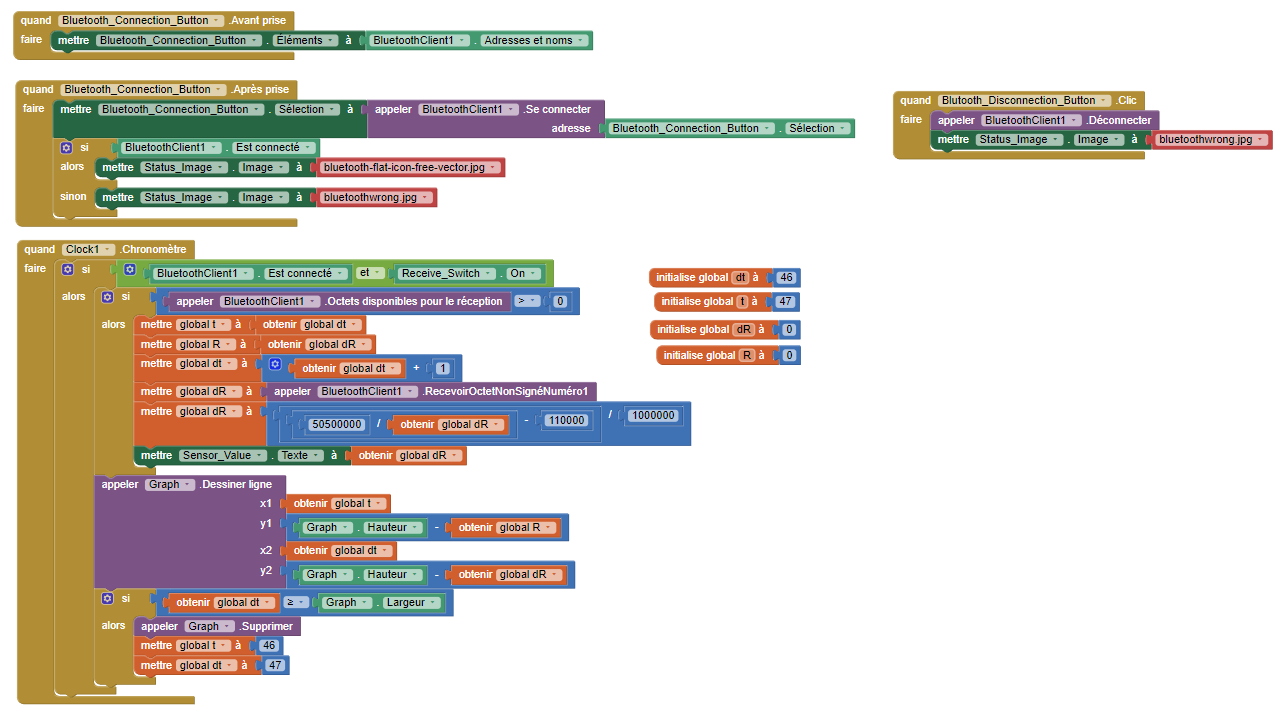 quand Bluetooth_Connection_Button .Avant prise
faire mettre Bluetooth_Connection_Button . Éléments à BluetoothClient1 . Adresses et noms
quand Bluetooth_Connection_Button .Après prise
faire mettre Bluetooth_Connection_Button . Sélection à appeler BluetoothClient1 .Se connecter
adresse Bluetooth_Connection_Button . Sélection
si BluetoothClient1 . Est connecté
alors mettre Status_Image . Image à bluetooth-flat-icon-free-vector.jpg
sinon mettre Status_Image . Image à bluetoothwrong.jpg
quand Blutooth_Disconnection_Button .Clic
faire appeler BluetoothClient1 .Déconnecter
mettre Status_Image . Image à bluetoothwrong.jpg
quand Clock1 .Chronomètre
faire si BluetoothClient1 . Est connecté et Receive_Switch . On
alors si appeler BluetoothClient1 .Octets disponibles pour le réception > 0
alors mettre global t à obtenir global dt
mettre global R à obtenir global dR
mettre global dt à obtenir global dt + 1
mettre global dR à appeler BluetoothClient1 .RecevoirOctetNonSignéNuméro1
mettre global dR à 50500000 / obtenir global dR - 110000 / 1000000
mettre Sensor_Value . Texte à obtenir global dR
appeler Graph .Dessiner ligne
x1 obtenir global t
y1 Graph . Hauteur - obtenir global R
x2 obtenir global dt
y2 Graph . Hauteur - obtenir global dR
si obtenir global dt ≥ Graph . Largeur
alors appeler Graph .Supprimer
mettre global t à 46
mettre global dt à 47
initialise global dt à 46
initialise global t à 47
initialise global dR à 0
initialise global R à 0